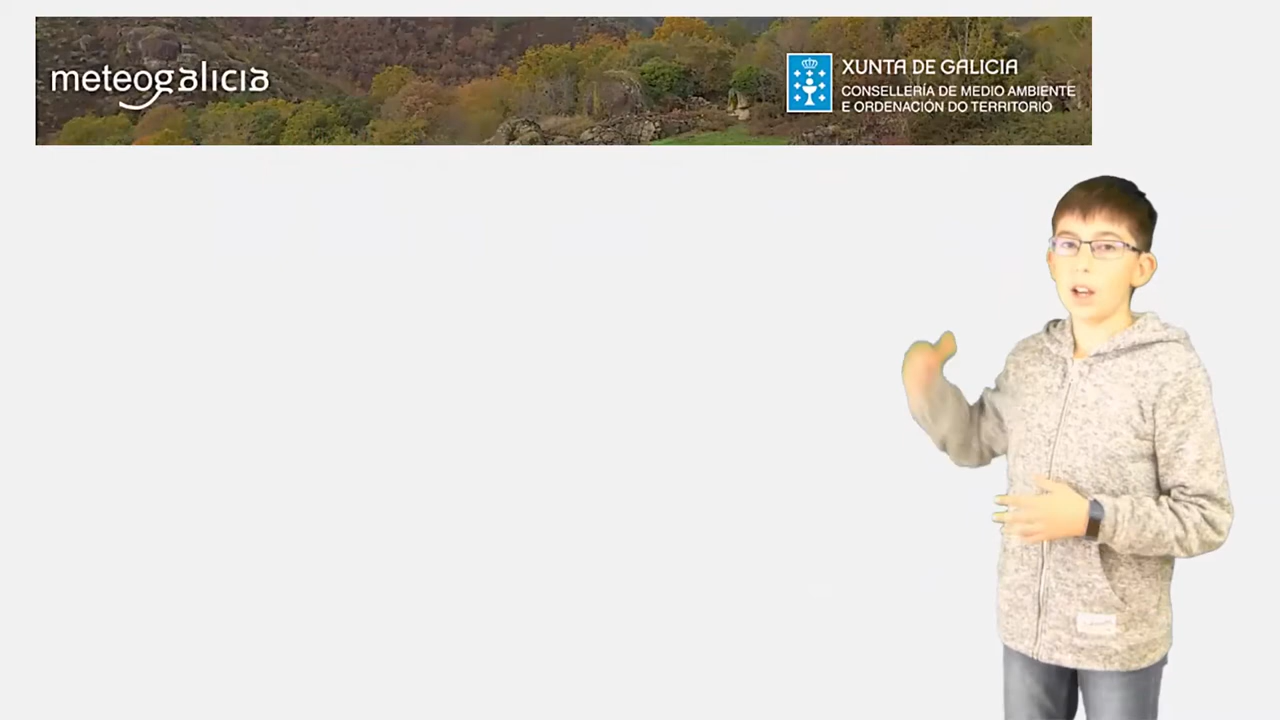 meteogalicia
XUNTA DE GALICIA
CONSELLERÍA DE MEDIO AMBIENTE
E ORDENACIÓN DO TERRITORIO